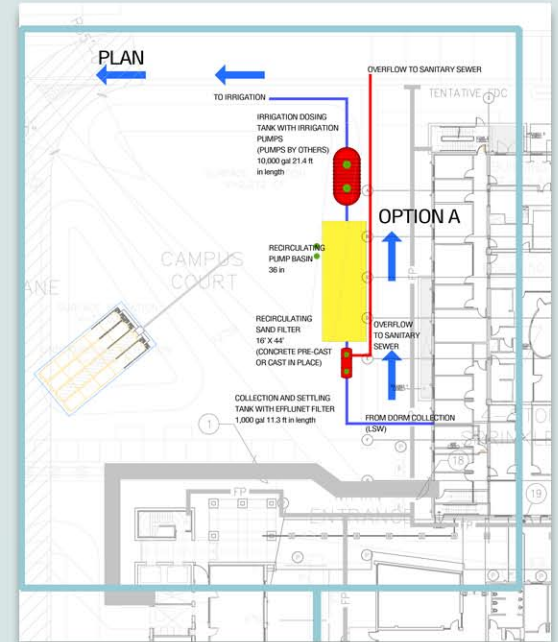 PLAN
OVERFLOW TO SANITARY SEWER
TO IRRIGATION
TENTATIVE FDC
IRRIGATION DOSING
TANK WITH IRRIGATION
PUMPS
(PUMPS BY OTHERS)
10,000 gal 21.4 ft
in length
OPTION A
RECIRCULATING
PUMP BASIN
36 in
CAMPUS
COURT
RECIRCULATING
SAND FILTER
16' X 44'
(CONCRETE PRE-CAST
OR CAST IN PLACE)
OVERFLOW
TO SANITARY
SEWER
COLLECTION AND SETTLING
TANK WITH EFFLUNET FILTER
1,000 gal 11.3 ft in length
FROM DORM COLLECTION
(LSW)
1
18
19
FP
ENTRANCE
FP
FP